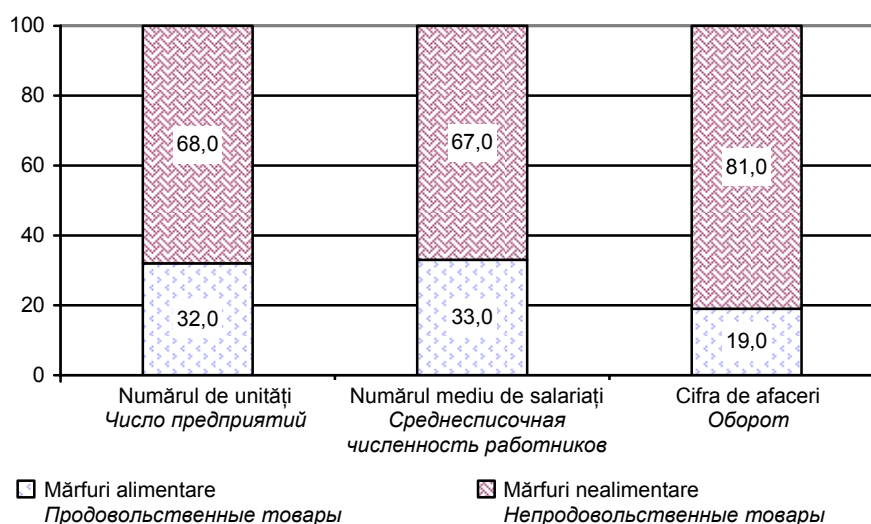 100
80
60
40
20
0
68,0
67,0
81,0
32,0
33,0
19,0
Numărul de unităţi
Число предприятий
Numărul mediu de salariaţi
Среднесписочная
численность работников
Cifra de afaceri
Оборот
Mărfuri alimentare
Продовольственные товары
Mărfuri nealimentare
Непродовольственные товары